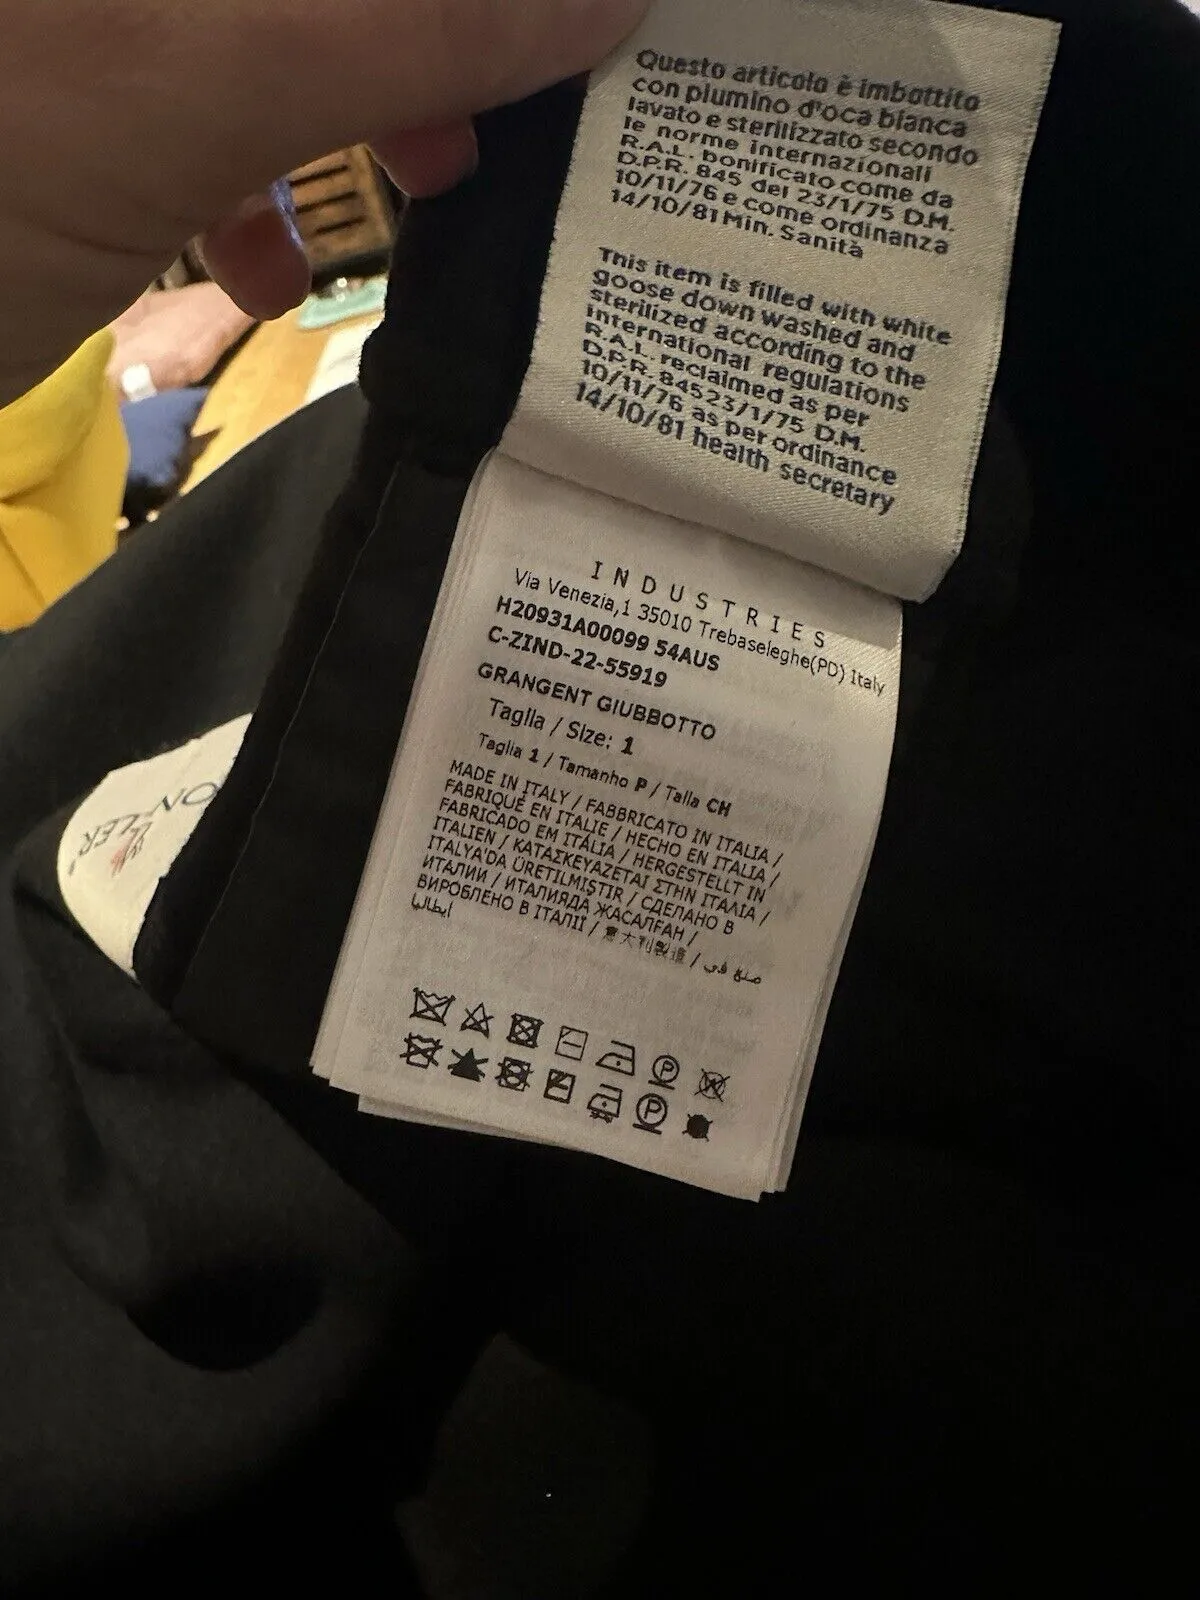 Questo articolo è imbottito
con piumino d'oca bianca
lavato e sterilizzato secondo
le norme internazionali
R.A.L. bonificato come da
D.P.R. 845 del 23/1/75 D.M.
10/11/76 e come ordinanza
14/10/81 Min. Sanità
This item is filled with white
goose down washed and
sterilized according to the
international regulations
R.A.L. reclaimed as per
D.P.R. 845 23/1/75 D.M.
10/11/76 as per ordinance
14/10/81 health secretary
INDUSTRIES
Via Venezia,1 35010 Trebaseleghe(PD) Italy
H20931A00099 54AUS
C-ZIND-22-55919
GRANGENT GIUBBOTTO
Taglia / Size: 1
Taglia 1 / Tamanho P / Talla CH
MADE IN ITALY / FABBRICATO IN ITALIA /
FABRIQUÉ EN ITALIE / HECHO EN ITALIA /
FABRICADO EM ITÁLIA / HERGESTELLT IN
ITALIEN / ΚΑΤΑΣΚΕΥΑΖΕΤΑΙ ΣΤΗΝ ΙΤΑΛΙΑ /
ITALYA'DA ÜRETILMIŞTIR / СДЕЛАНО В
ИТАЛИИ / ИТАЛИЯДА ЖАСАЛҒАН /
ВИРОБЛЕНО В ІТАЛІЇ / 意大利製造 / صنع في
ايطاليا